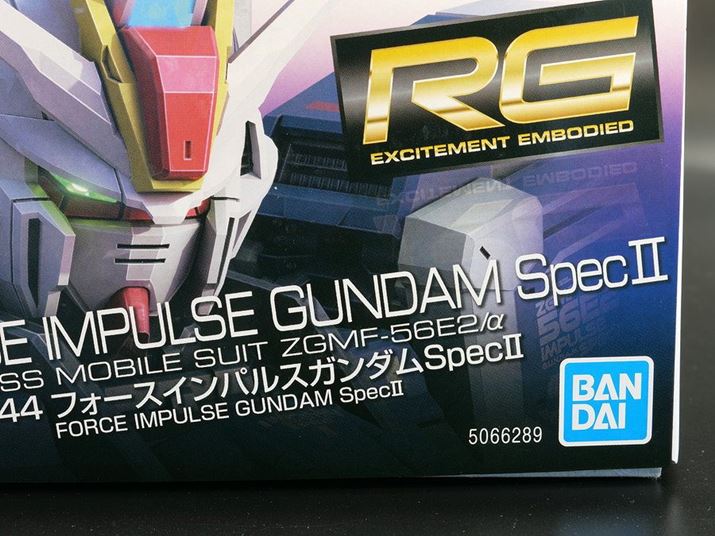 RG
EXCITEMENT EMBODIED
E IMPULSE GUNDAM SpecII
SS MOBILE SUIT ZGMF-56E2/α
44 フォースインパルスガンダムSpecII
FORCE IMPULSE GUNDAM SpecII
5066289
BAN
DAI